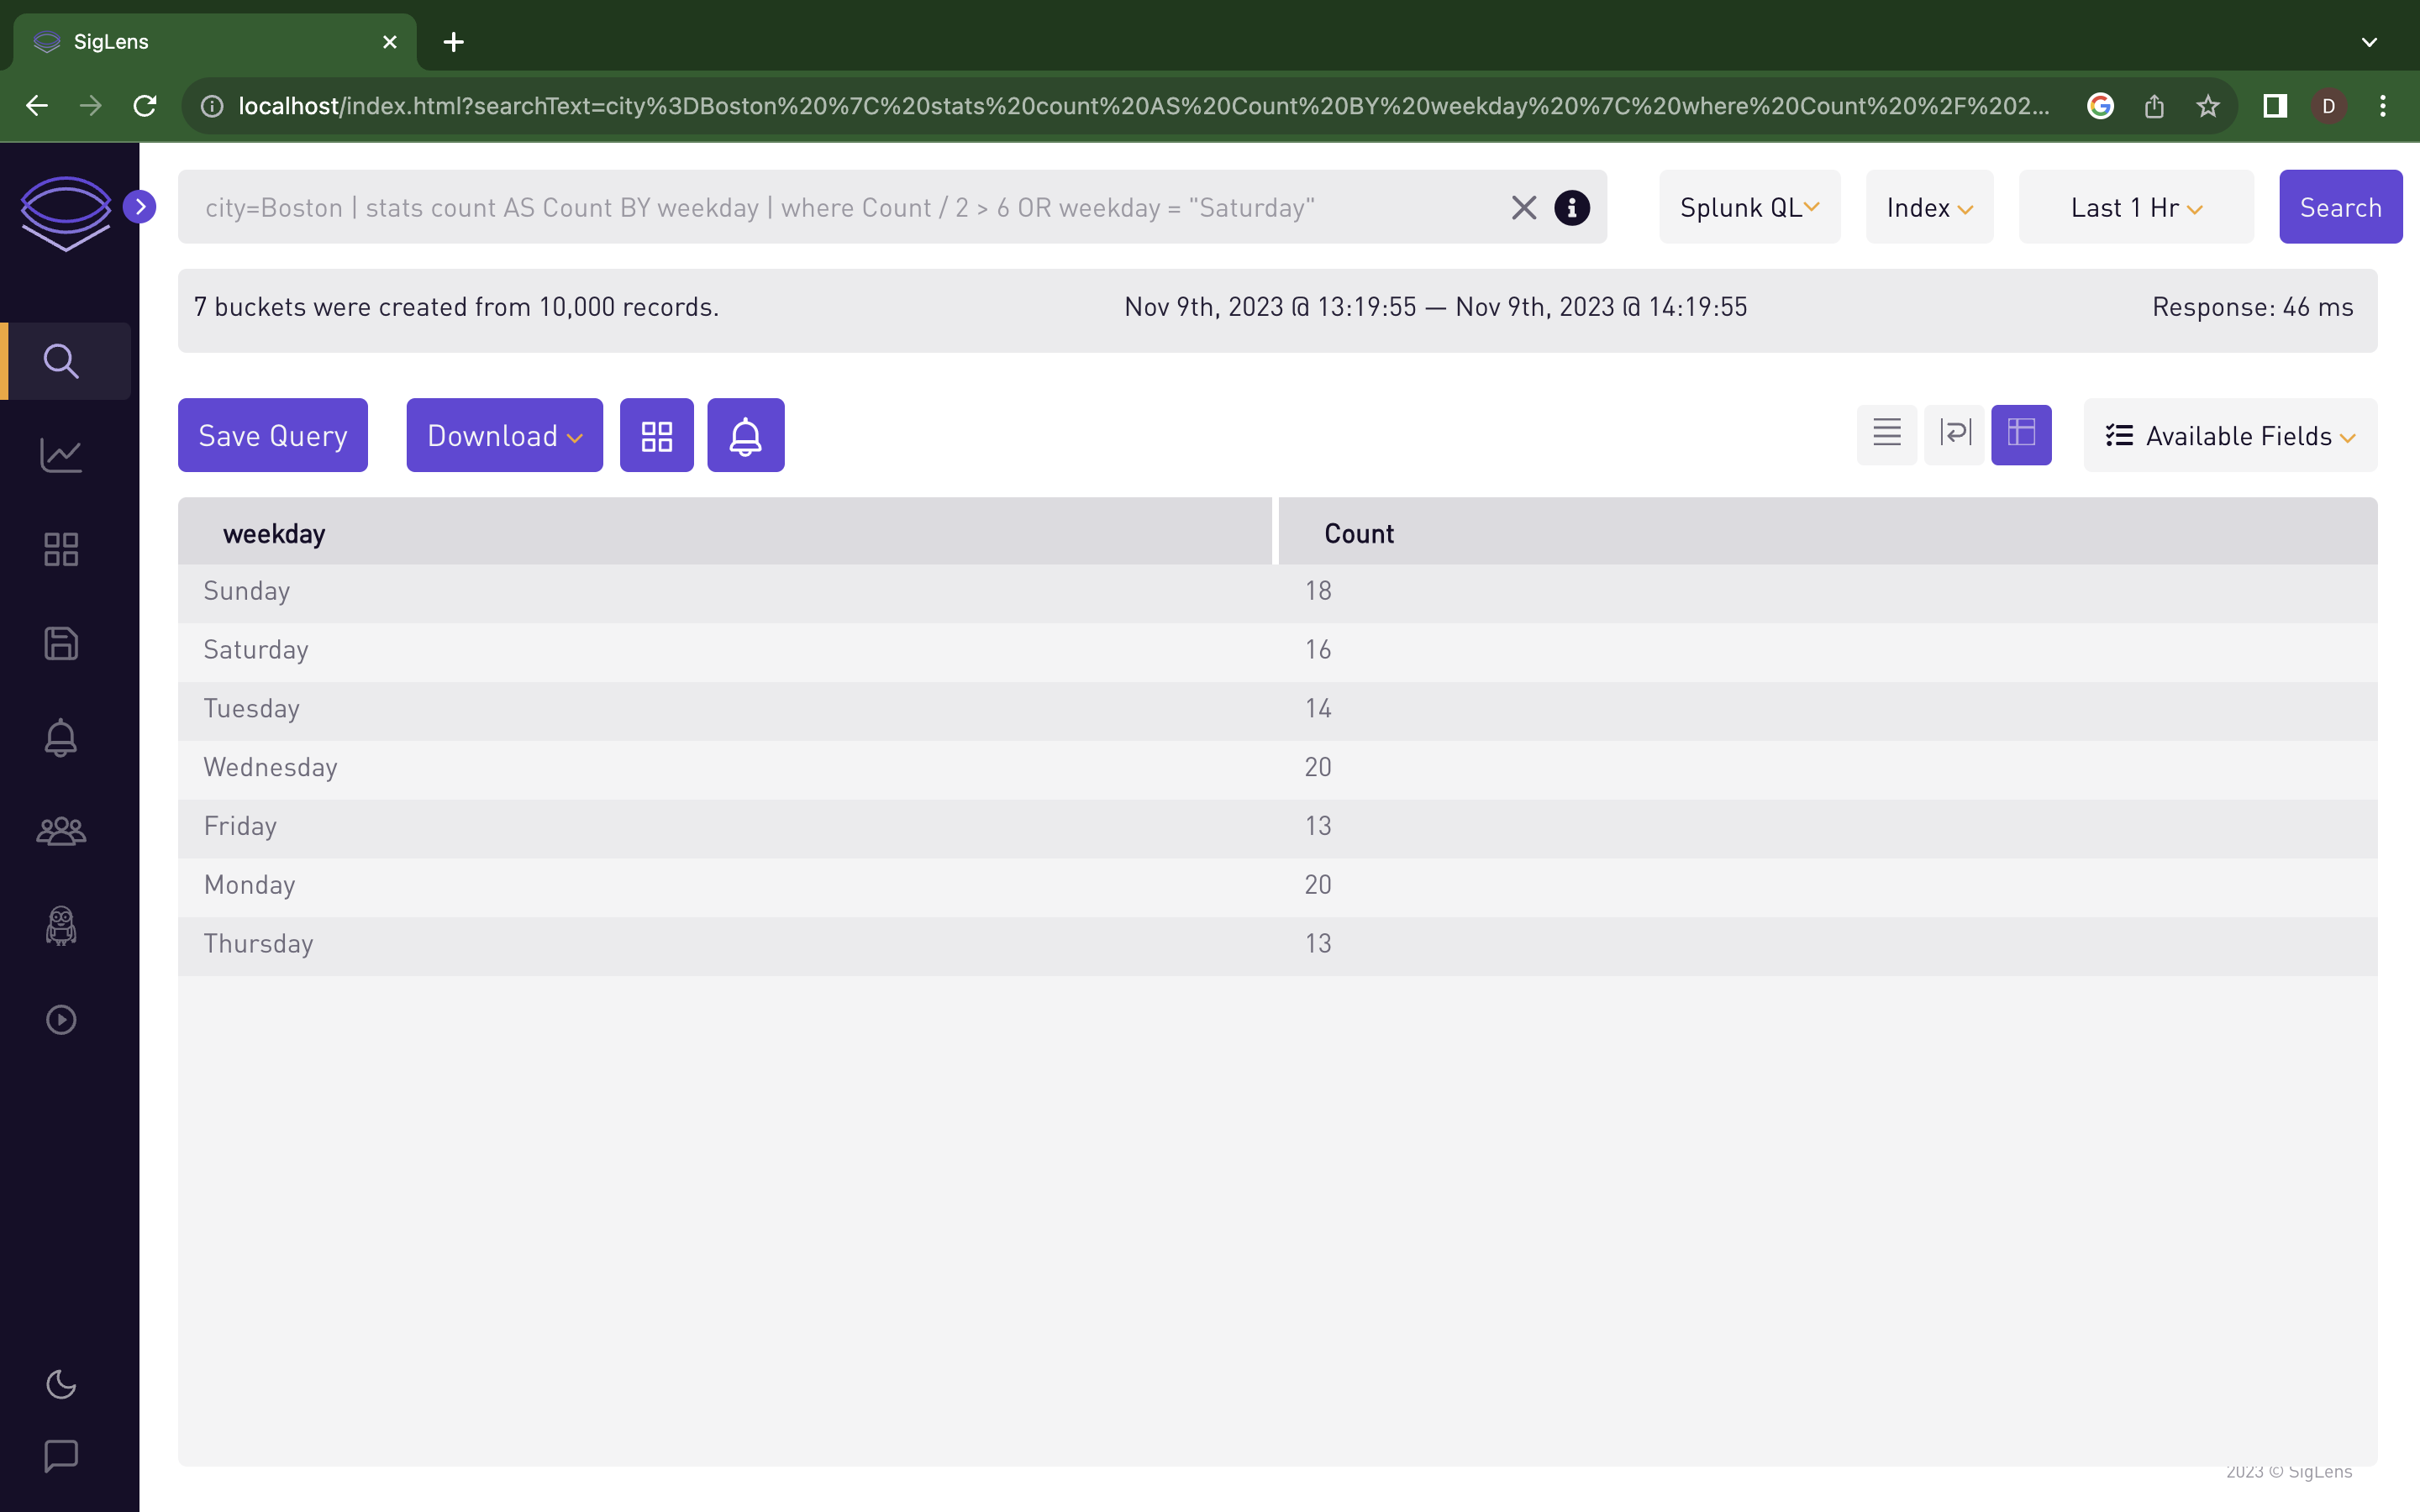 SigLens
localhost/index.html?searchText=city%3DBoston%20%7C%20stats%20count%20AS%20Count%20BY%20weekday%20%7C%20where%20Count%20%2F%202...
D
city=Boston | stats count AS Count BY weekday | where Count / 2 > 6 OR weekday = "Saturday"
Splunk QL
Index
Last 1 Hr
Search
7 buckets were created from 10,000 records.
Nov 9th, 2023 @ 13:19:55 — Nov 9th, 2023 @ 14:19:55
Response: 46 ms
Save Query
Download
Available Fields
weekday Count
Sunday 18
Saturday 16
Tuesday 14
Wednesday 20
Friday 13
Monday 20
Thursday 13
2023 © SigLens